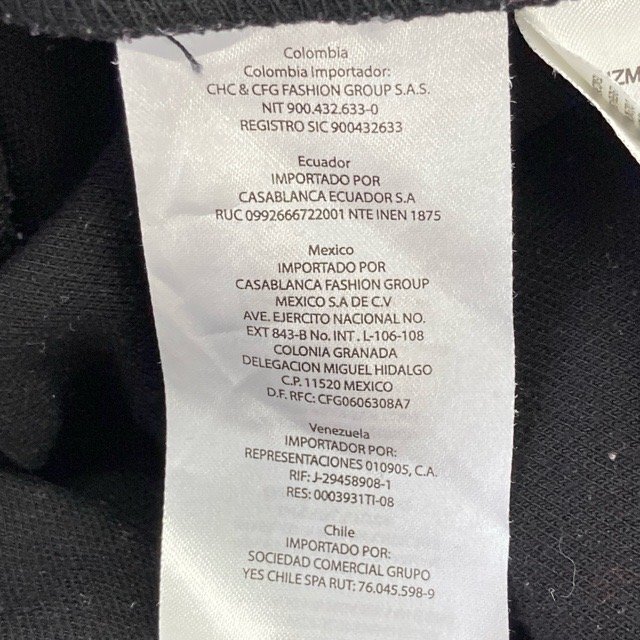 Colombia
Colombia Importador:
CHC & CFG FASHION GROUP S.A.S.
NIT 900.432.633-0
REGISTRO SIC 900432633
Ecuador
IMPORTADO POR
CASABLANCA ECUADOR S.A
RUC 0992666722001 NTE INEN 1875
Mexico
IMPORTADO POR
CASABLANCA FASHION GROUP
MEXICO S.A DE C.V
AVE. EJERCITO NACIONAL NO.
EXT 843-B No. INT. L-106-108
COLONIA GRANADA
DELEGACION MIGUEL HIDALGO
C.P. 11520 MEXICO
D.F. RFC: CFG0606308A7
Venezuela
IMPORTADOR POR:
REPRESENTACIONES 010905, C.A.
RIF: J-29458908-1
RES: 0003931TI-08
Chile
IMPORTADO POR:
SOCIEDAD COMERCIAL GRUPO
YES CHILE SPA RUT: 76.045.598-9